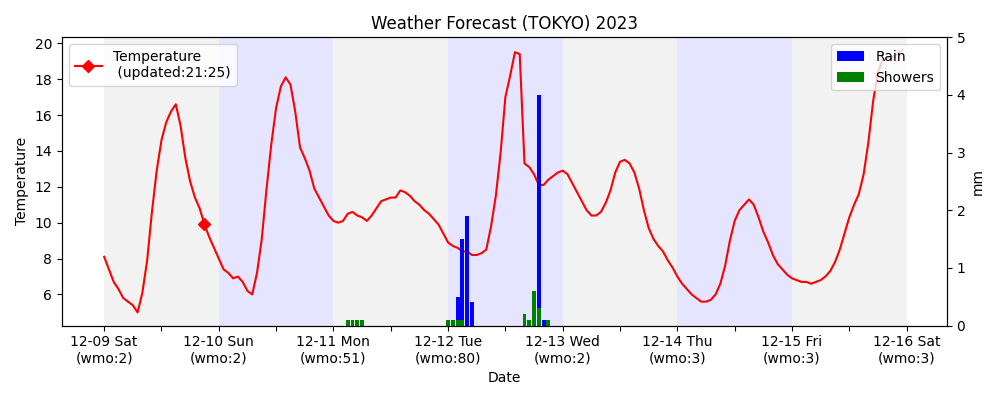 Weather Forecast (TOKYO) 2023
Temperature
(updated:21:25)
Rain
Showers
20
18
16
14
12
10
8
6
Temperature
5
4
3
2
1
0
mm
12-09 Sat
(wmo:2)
12-10 Sun
(wmo:2)
12-11 Mon
(wmo:51)
12-12 Tue
(wmo:80)
12-13 Wed
(wmo:2)
12-14 Thu
(wmo:3)
12-15 Fri
(wmo:3)
12-16 Sat
(wmo:3)
Date